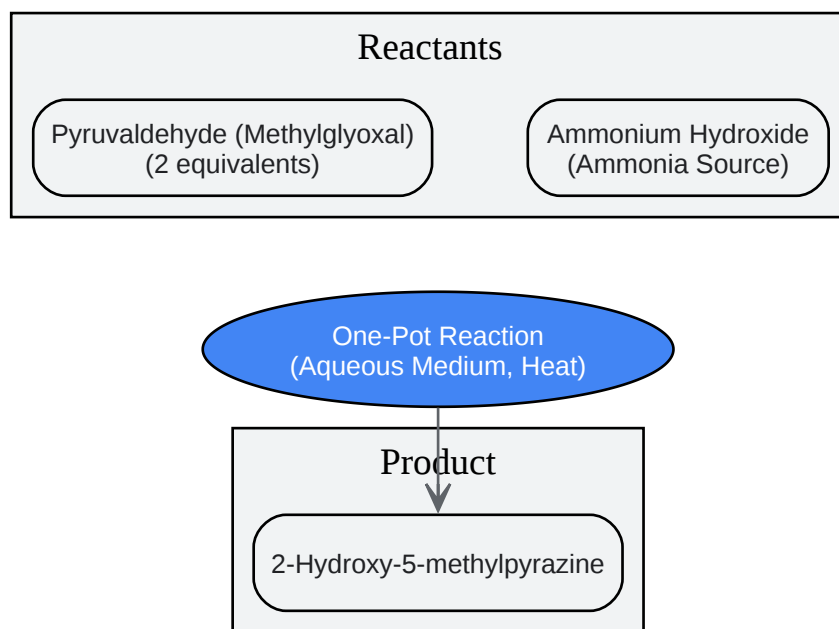 Reactants
Pyruvaldehyde (Methylglyoxal)
(2 equivalents)
Ammonium Hydroxide
(Ammonia Source)
One-Pot Reaction
(Aqueous Medium, Heat)
Product
2-Hydroxy-5-methylpyrazine